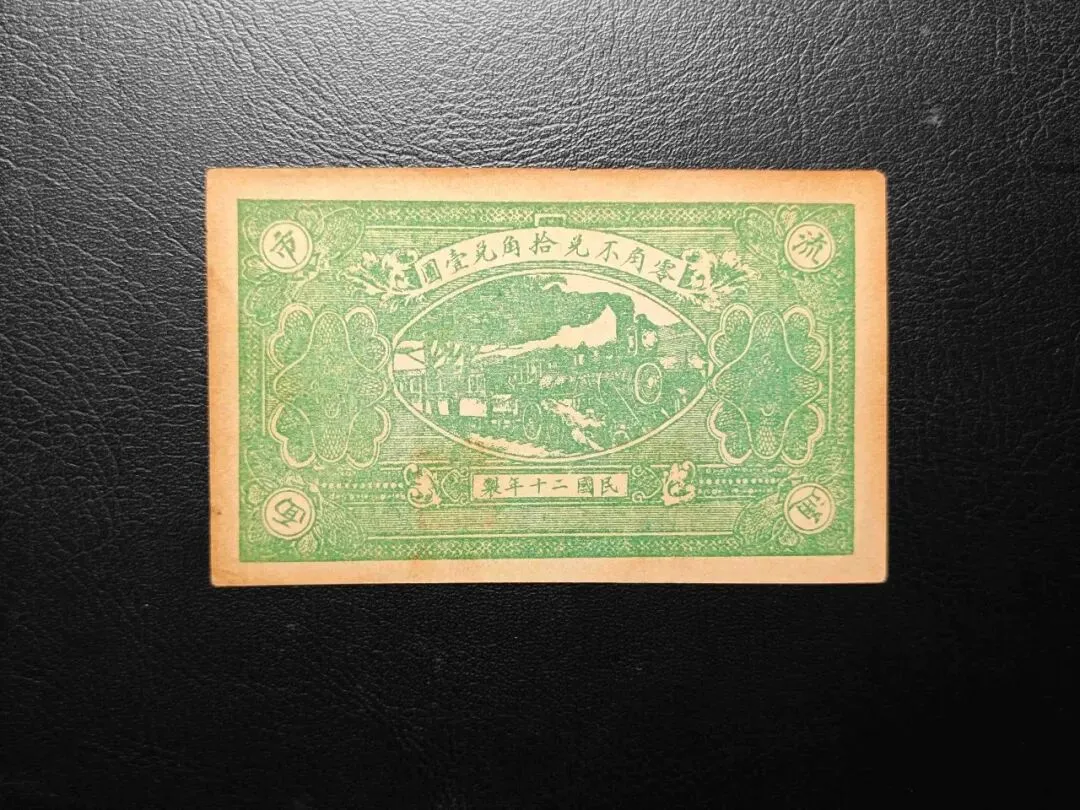 零角不兌拾角兌壹圓
流通
市面
民國二十年製